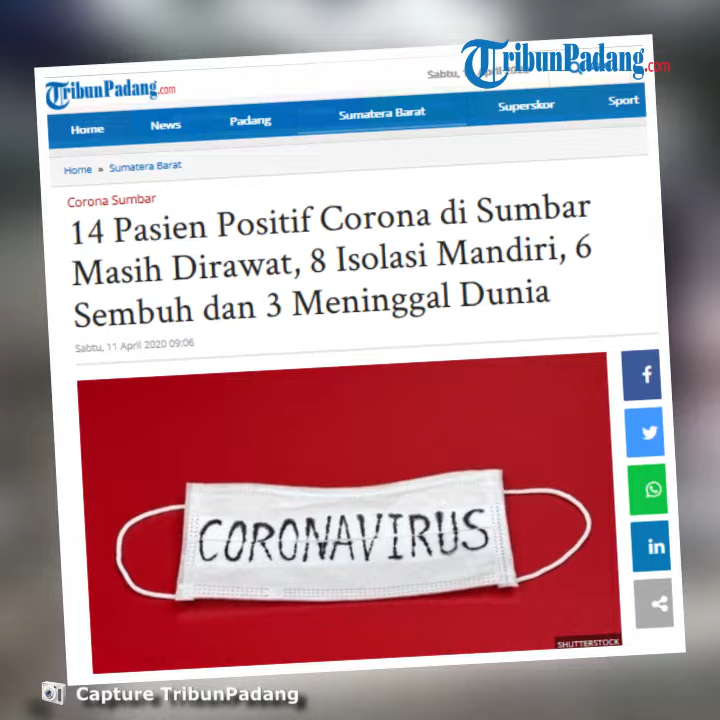 TribunPadang.com
TribunPadang.com
Sabtu, April
Home News Padang Sumatera Barat Superskor Sport
Home » Sumatera Barat
Corona Sumbar
14 Pasien Positif Corona di Sumbar
Masih Dirawat, 8 Isolasi Mandiri, 6
Sembuh dan 3 Meninggal Dunia
Sabtu, 11 April 2020 09:06
CORONAVIRUS
SHUTTERSTOCK
Capture TribunPadang